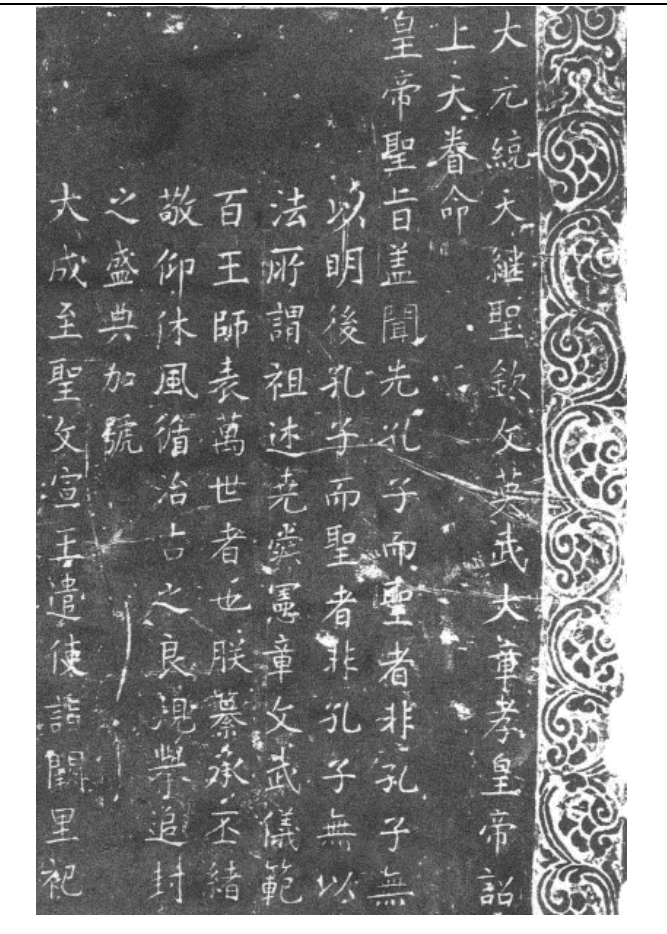 大元統天継聖欽文英武大章孝皇帝詔
上天眷命
皇帝聖旨盖聞先孔子而聖者非孔子無
以明後孔子而聖者非孔子無以
法所謂祖述尭舜憲章文武儀範
百王師表萬世者也朕纂承丕緒
敬仰休風循治古之良規舉追封
之盛典加號
大成至聖文宣王遣使詣闕里祀